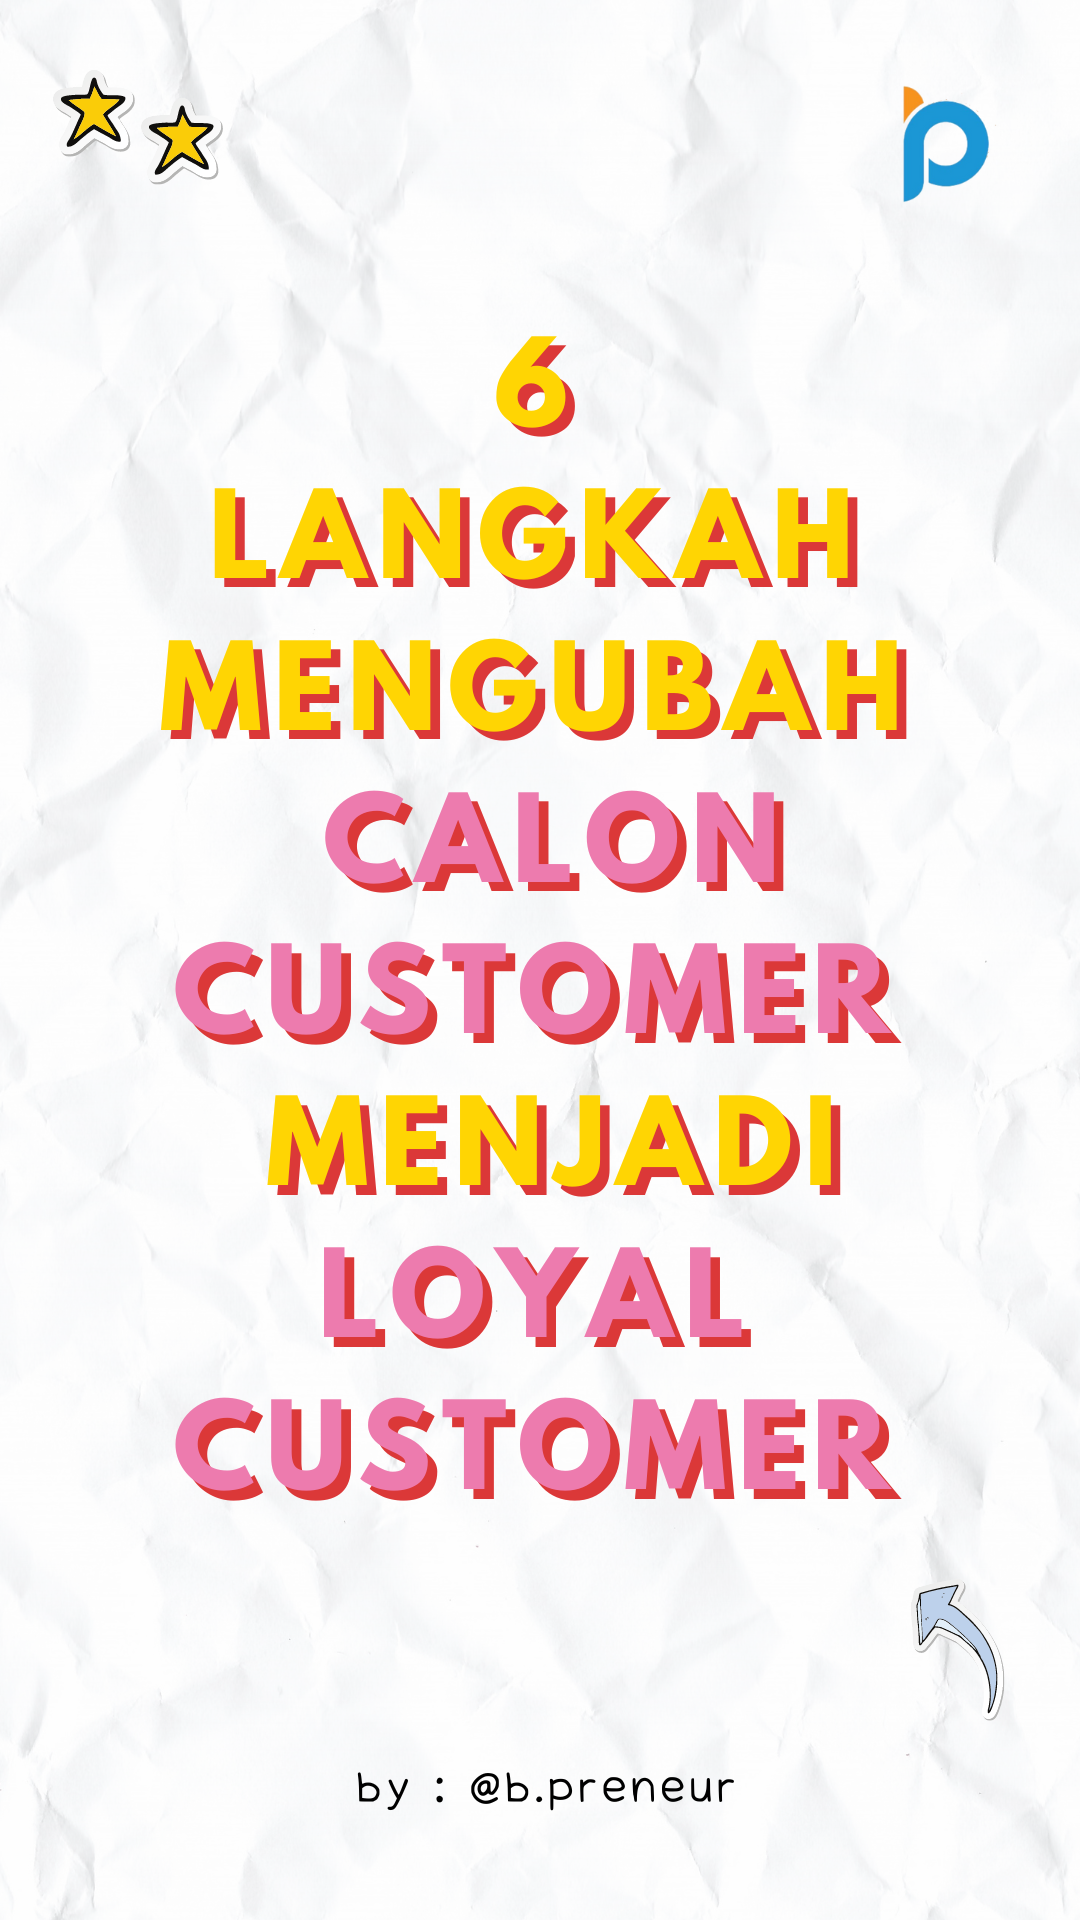 6
LANGKAH
MENGUBAH
CALON
CUSTOMER
MENJADI
LOYAL
CUSTOMER
by : @b.preneur